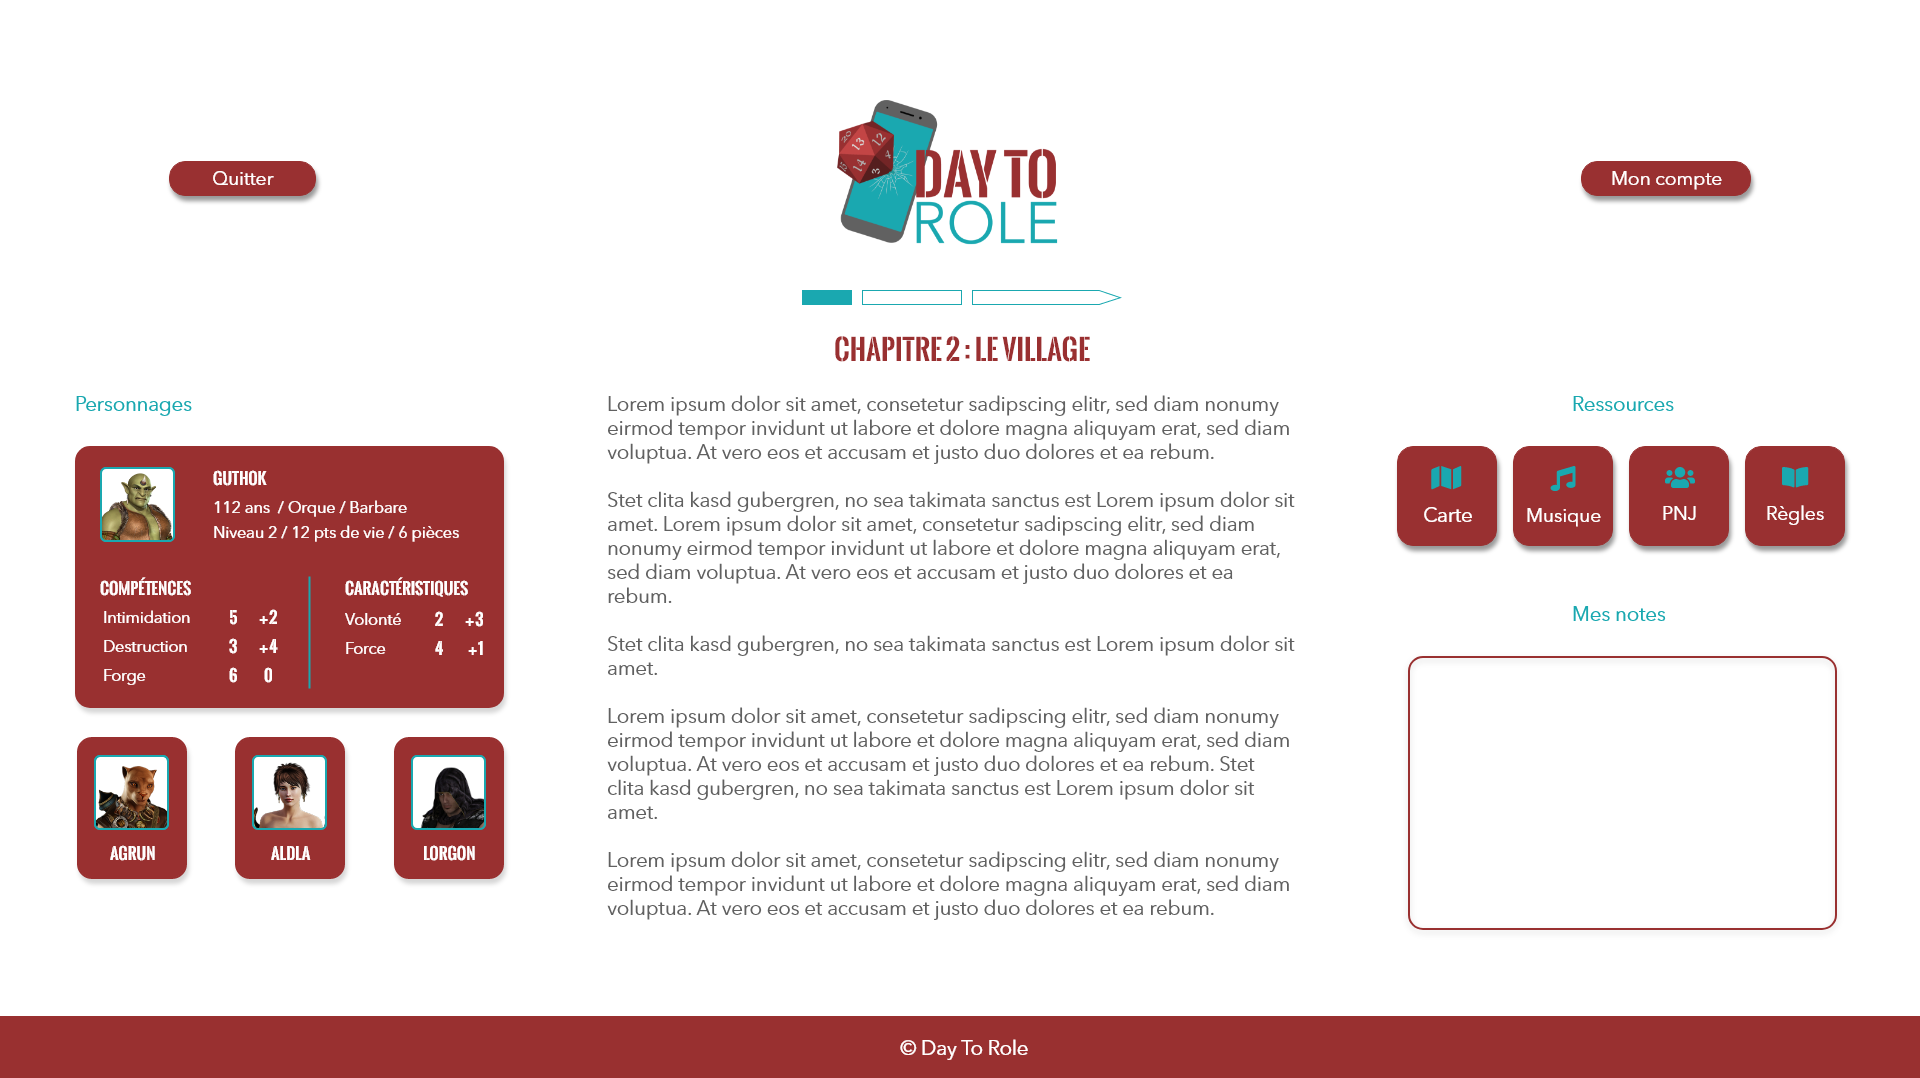 Quitter
20 13 12 4 15 14 3
DAY TO
ROLE
Mon compte
CHAPITRE 2 : LE VILLAGE
Personnages
GUTHOK
112 ans / Orque / Barbare
Niveau 2 / 12 pts de vie / 6 pièces
COMPÉTENCES
Intimidation 5 +2
Destruction 3 +4
Forge 6 0
CARACTÉRISTIQUES
Volonté 2 +3
Force 4 +1
AGRUN
ALDLA
LORGON
Lorem ipsum dolor sit amet, consetetur sadipscing elitr, sed diam nonumy
eirmod tempor invidunt ut labore et dolore magna aliquyam erat, sed diam
voluptua. At vero eos et accusam et justo duo dolores et ea rebum.
Stet clita kasd gubergren, no sea takimata sanctus est Lorem ipsum dolor sit
amet. Lorem ipsum dolor sit amet, consetetur sadipscing elitr, sed diam
nonumy eirmod tempor invidunt ut labore et dolore magna aliquyam erat,
sed diam voluptua. At vero eos et accusam et justo duo dolores et ea
rebum.
Stet clita kasd gubergren, no sea takimata sanctus est Lorem ipsum dolor sit
amet.
Lorem ipsum dolor sit amet, consetetur sadipscing elitr, sed diam nonumy
eirmod tempor invidunt ut labore et dolore magna aliquyam erat, sed diam
voluptua. At vero eos et accusam et justo duo dolores et ea rebum. Stet
clita kasd gubergren, no sea takimata sanctus est Lorem ipsum dolor sit
amet.
Lorem ipsum dolor sit amet, consetetur sadipscing elitr, sed diam nonumy
eirmod tempor invidunt ut labore et dolore magna aliquyam erat, sed diam
voluptua. At vero eos et accusam et justo duo dolores et ea rebum.
Ressources
Carte
Musique
PNJ
Règles
Mes notes
© Day To Role